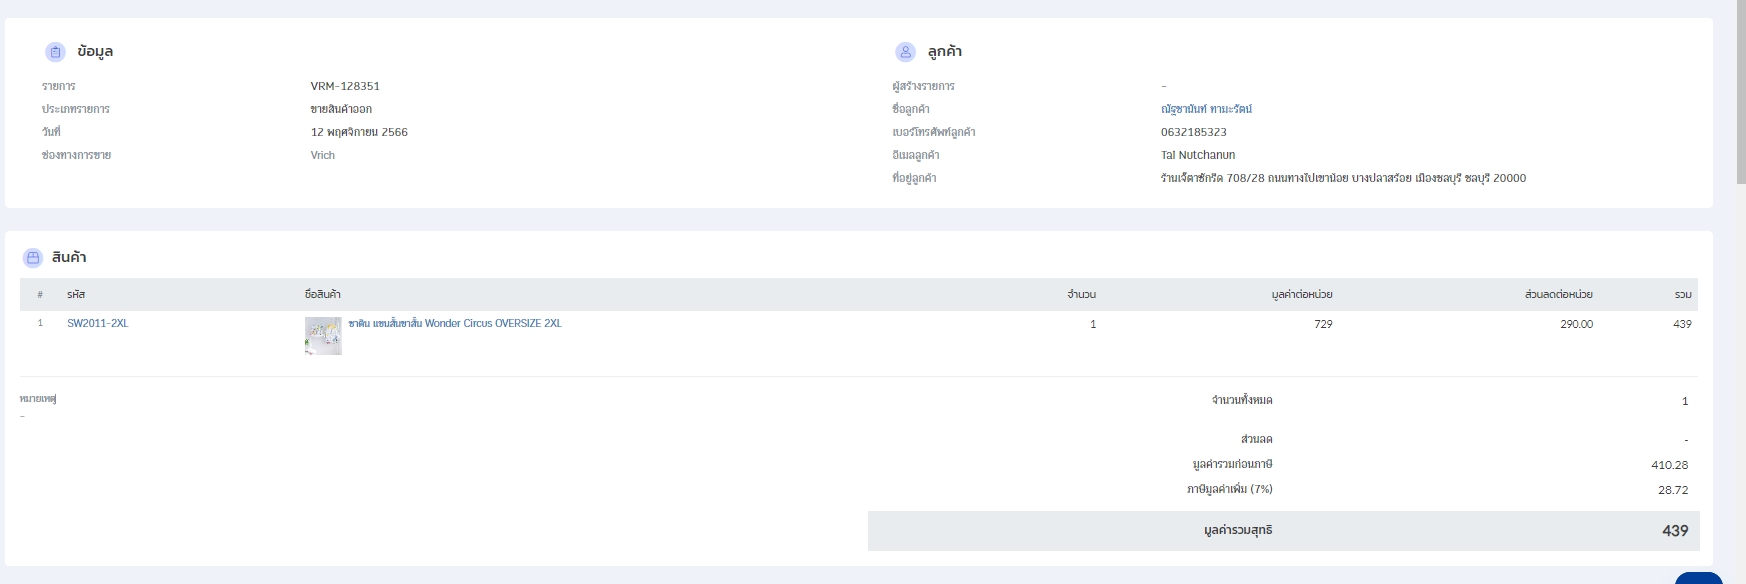 ข้อมูล
รายการ VRM-128351
ประเภทรายการ ขายสินค้าออก
วันที่ 12 พฤศจิกายน 2566
ช่องทางการขาย Vrich
ลูกค้า
ผู้สร้างรายการ -
ชื่อลูกค้า ณัฐชานันท์ ทามะรัตน์
เบอร์โทรศัพท์ลูกค้า 0632185323
อีเมลลูกค้า Tal Nutchanun
ที่อยู่ลูกค้า ร้านเจ๊ตาซักรีด 708/28 ถนนทางไปเขาน้อย บางปลาสร้อย เมืองชลบุรี ชลบุรี 20000
สินค้า
# รหัส ชื่อสินค้า จำนวน มูลค่าต่อหน่วย ส่วนลดต่อหน่วย รวม
1 SW2011-2XL ซาติน แขนสั้นขาสั้น Wonder Circus OVERSIZE 2XL 1 729 290.00 439
หมายเหตุ
-
จำนวนทั้งหมด 1
ส่วนลด -
มูลค่ารวมก่อนภาษี 410.28
ภาษีมูลค่าเพิ่ม (7%) 28.72
มูลค่ารวมสุทธิ 439